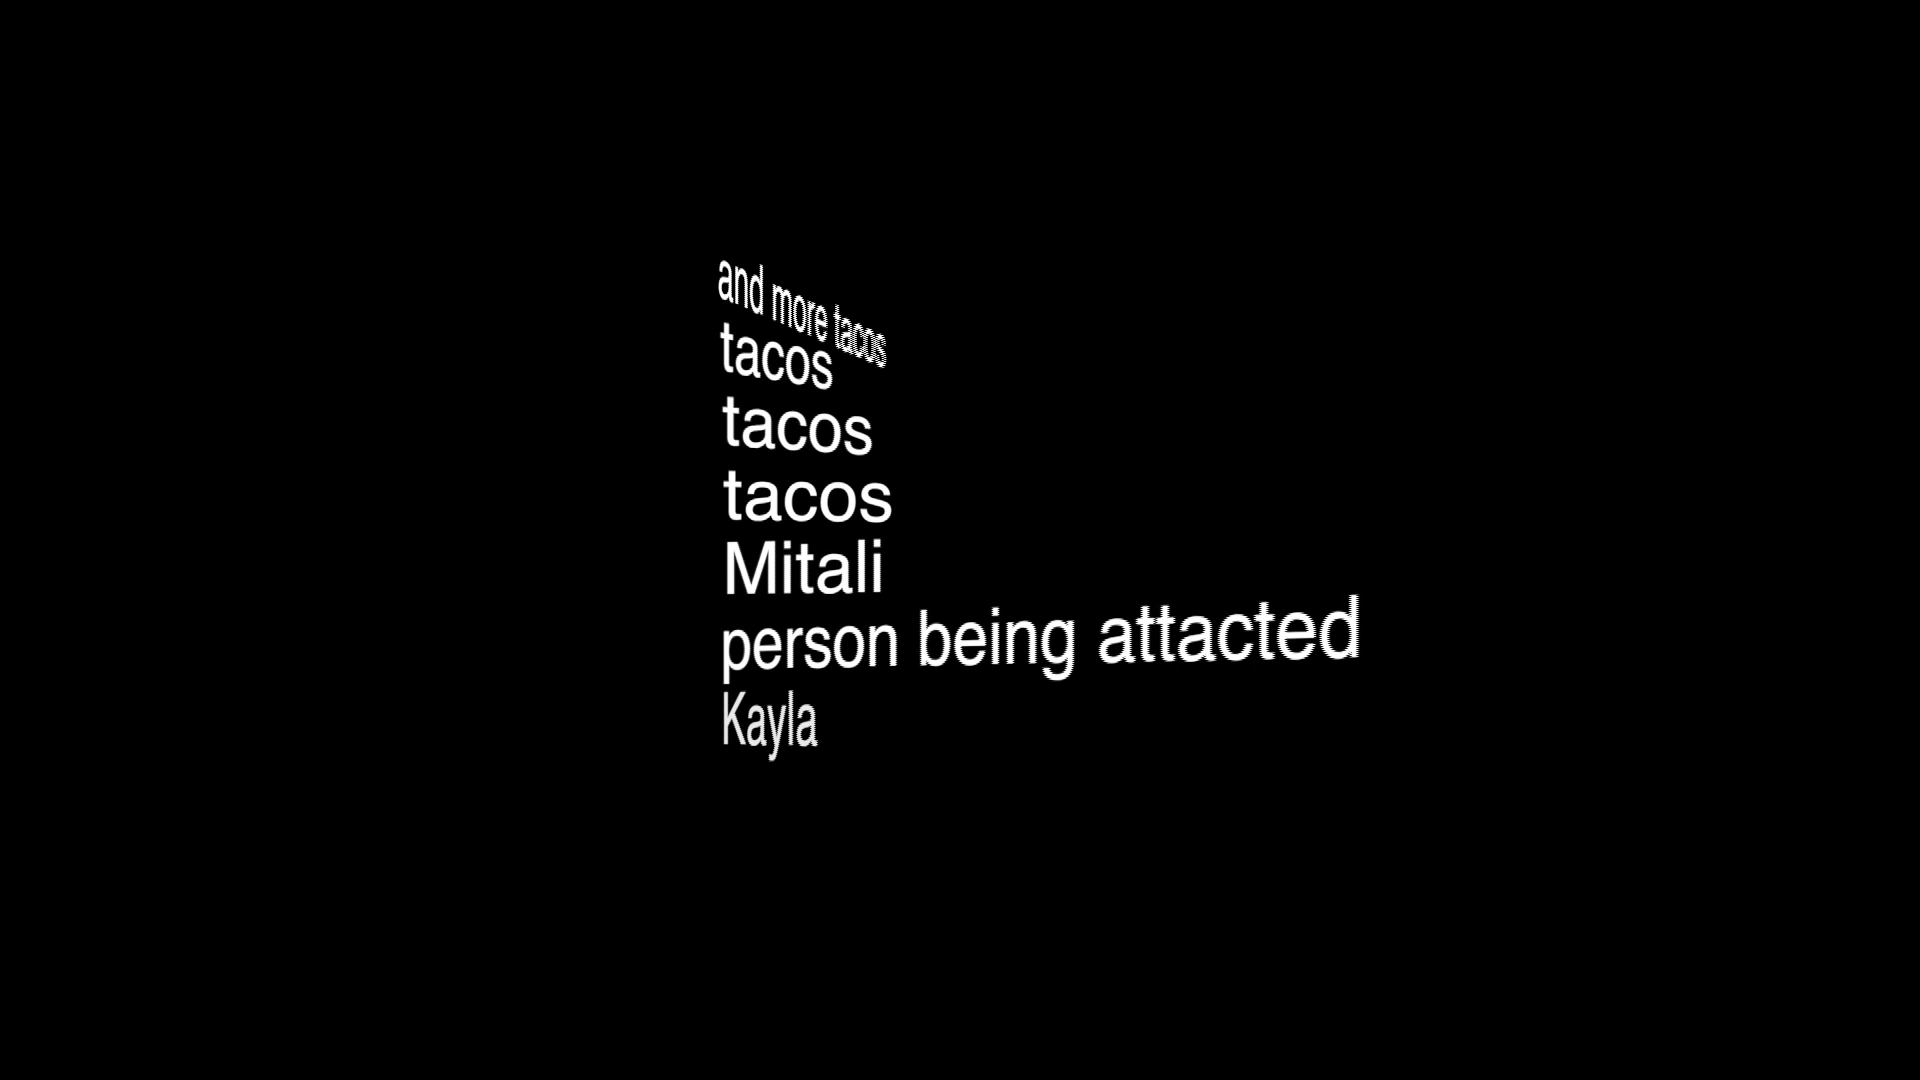 and more tacos
tacos
tacos
tacos
Mitali
person being attacted
Kayla